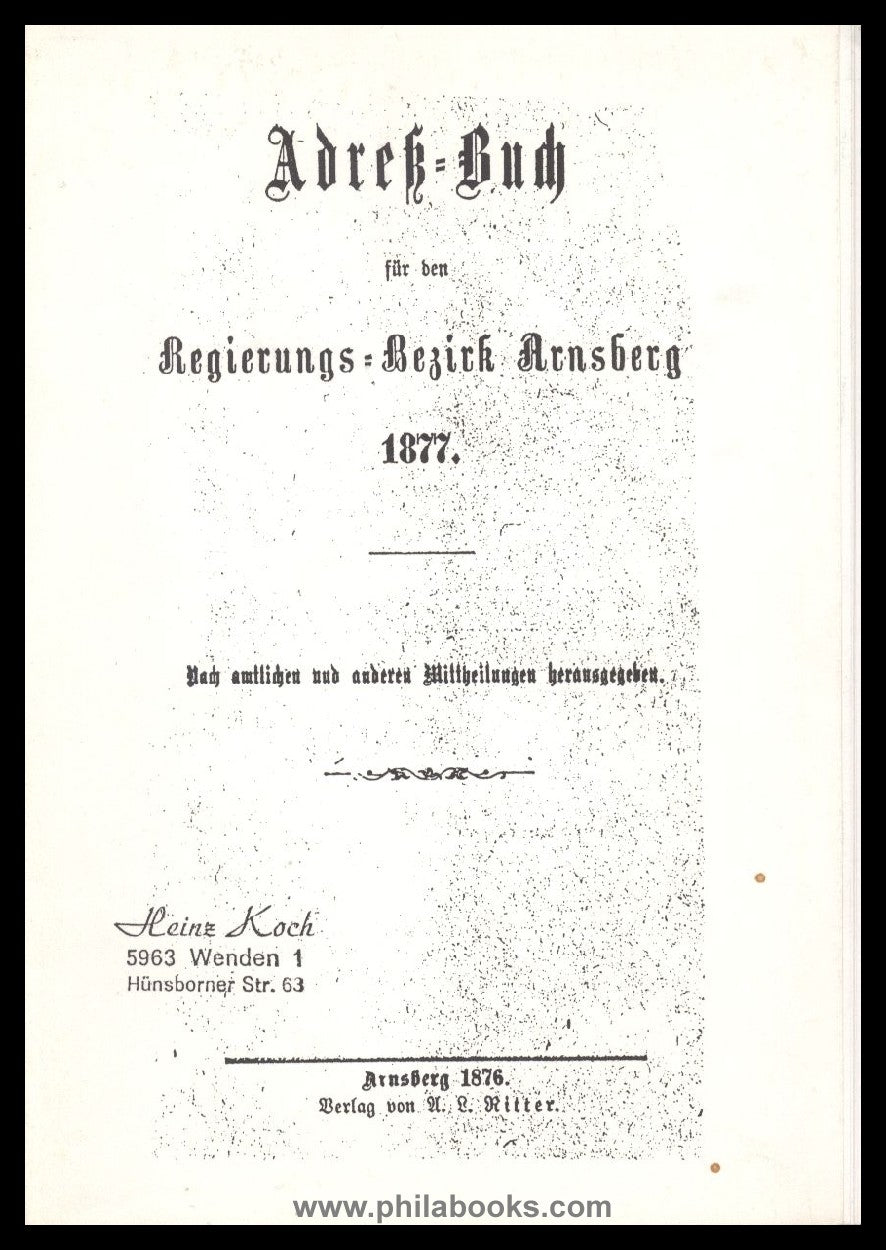 Adreß-Buch
für den
Regierungs-Bezirk Arnsberg
1877.
Nach amtlichen und anderen Mittheilungen herausgegeben.
Heinz Koch
5963 Wenden 1
Hünsborner Str. 63
Arnsberg 1876.
Verlag von A. L. Ritter.
www.philabooks.com